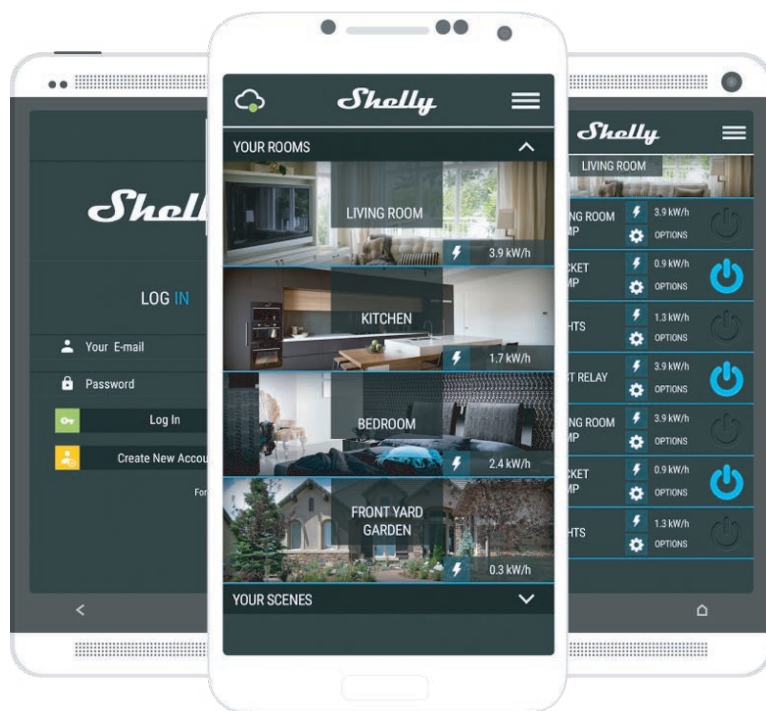 Shelly
YOUR ROOMS
LIVING ROOM
3.9 kW/h
KITCHEN
1.7 kW/h
BEDROOM
2.4 kW/h
FRONT YARD
GARDEN
0.3 kW/h
YOUR SCENES
Shell
LOG IN
Your E-mail
Password
Log In
Create New Accou
For
Shelly
LIVING ROOM
NG ROOM
MP
3.9 kW/h
OPTIONS
CKET
MP
0.9 kW/h
OPTIONS
HTS
1.3 kW/h
OPTIONS
CT RELAY
3.9 kW/h
OPTIONS
NG ROOM
MP
3.9 kW/h
OPTIONS
CKET
MP
0.9 kW/h
OPTIONS
HTS
1.3 kW/h
OPTIONS